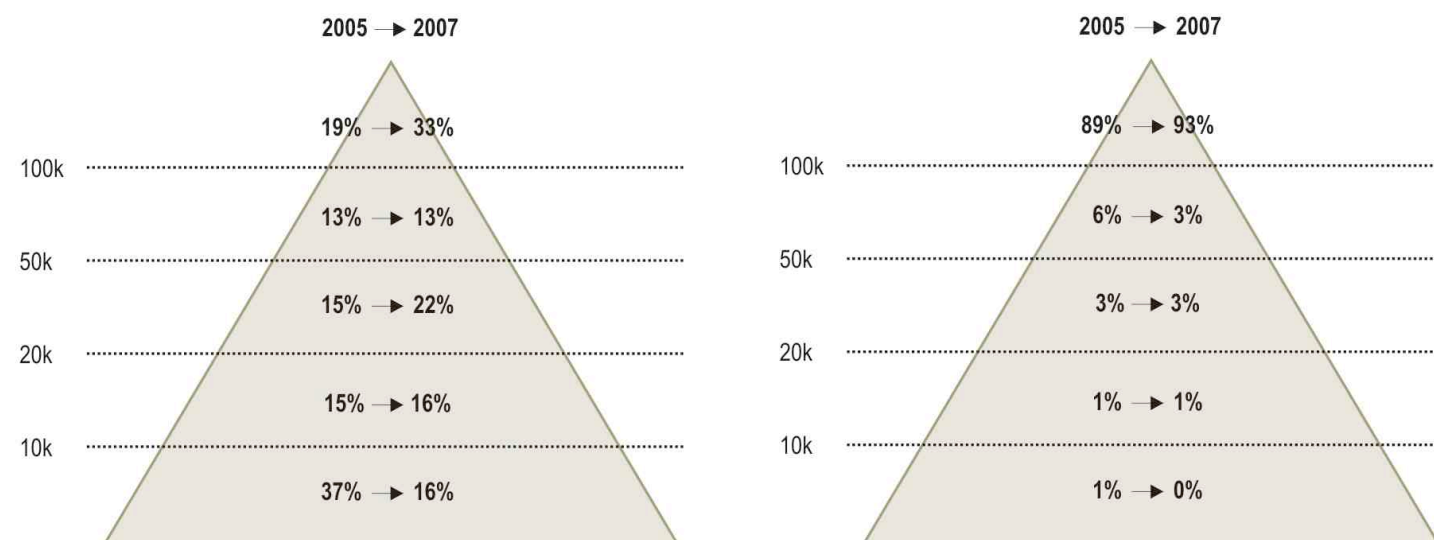 2005 → 2007
19% → 33%
100k
13% → 13%
50k
15% → 22%
20k
15% → 16%
10k
37% → 16%
2005 → 2007
89% → 93%
100k
6% → 3%
50k
3% → 3%
20k
1% → 1%
10k
1% → 0%